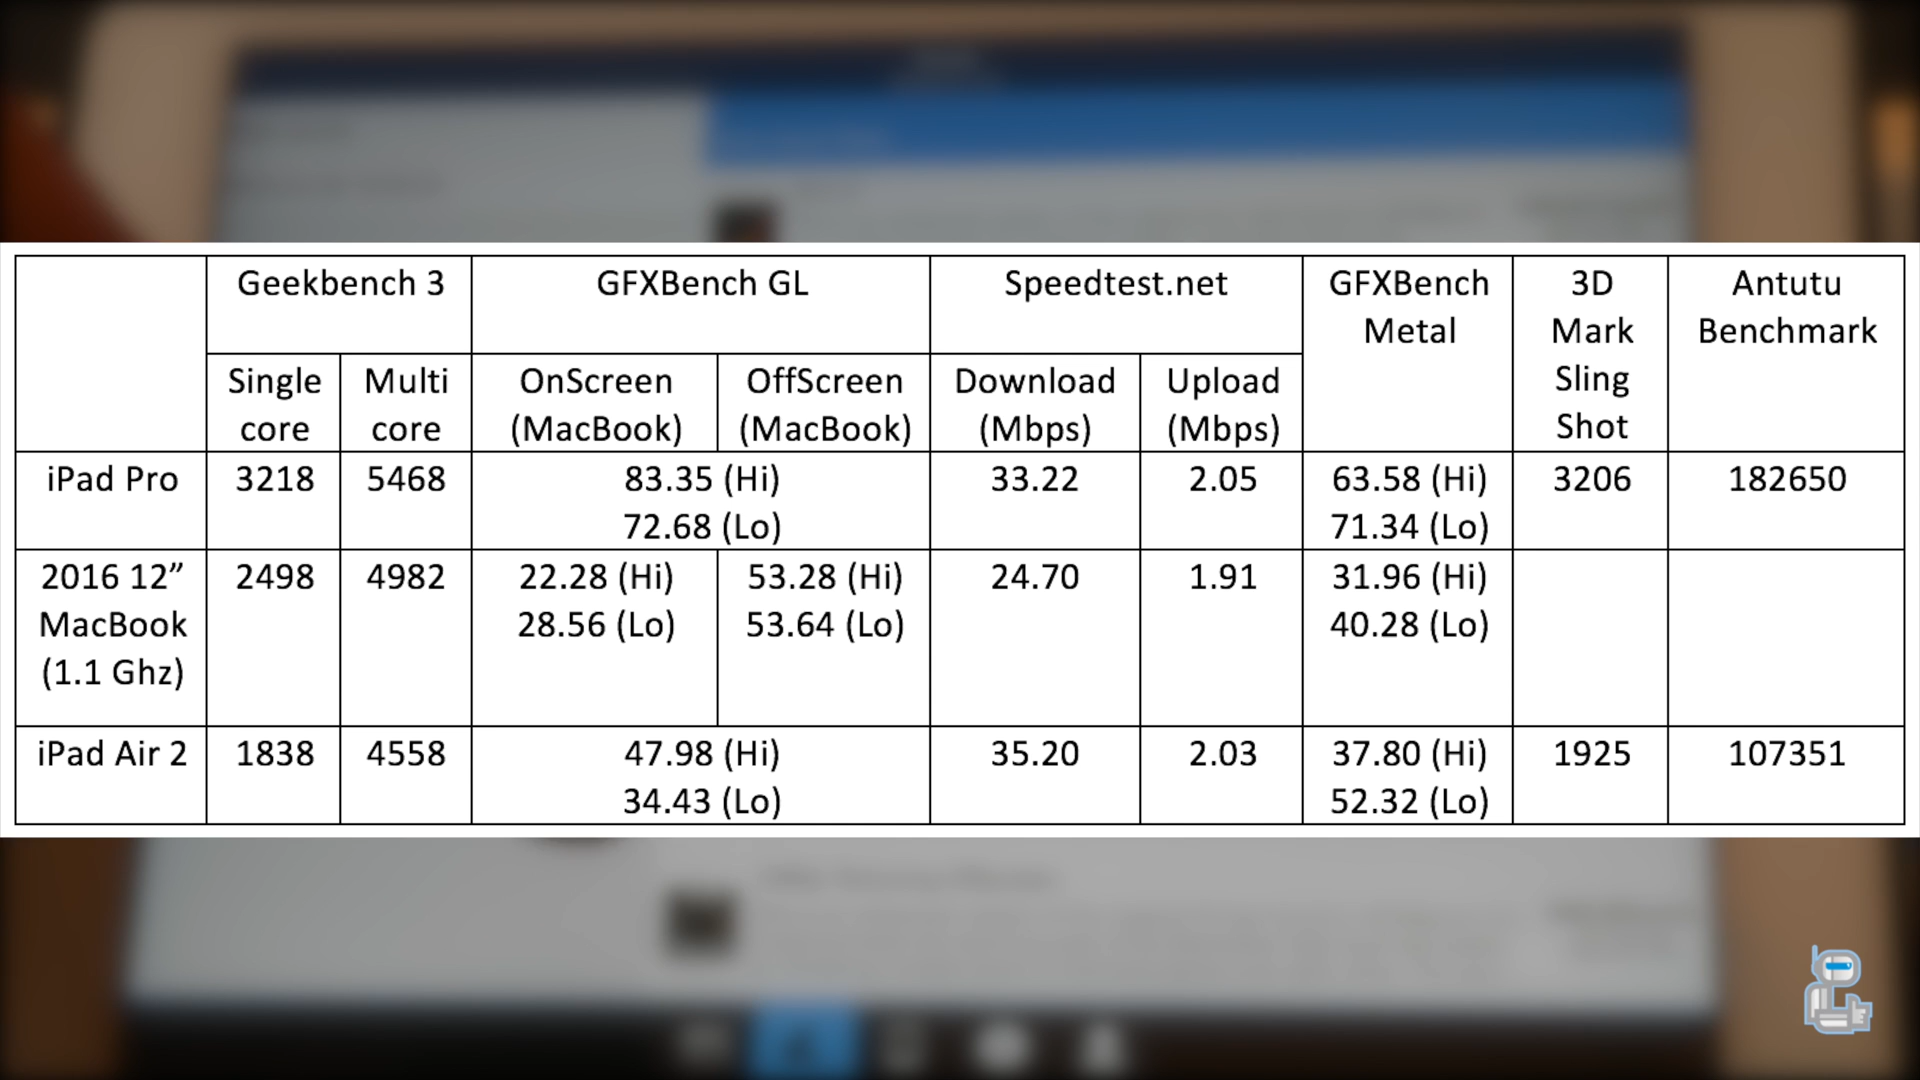 Geekbench 3
GFXBench GL
Speedtest.net
GFXBench
Metal
3D
Mark
Sling
Shot
Antutu
Benchmark
Single
core
Multi
core
OnScreen
(MacBook)
OffScreen
(MacBook)
Download
(Mbps)
Upload
(Mbps)
iPad Pro
3218
5468
83.35 (Hi)
72.68 (Lo)
33.22
2.05
63.58 (Hi)
71.34 (Lo)
3206
182650
2016 12”
MacBook
(1.1 Ghz)
2498
4982
22.28 (Hi)
28.56 (Lo)
53.28 (Hi)
53.64 (Lo)
24.70
1.91
31.96 (Hi)
40.28 (Lo)
iPad Air 2
1838
4558
47.98 (Hi)
34.43 (Lo)
35.20
2.03
37.80 (Hi)
52.32 (Lo)
1925
107351